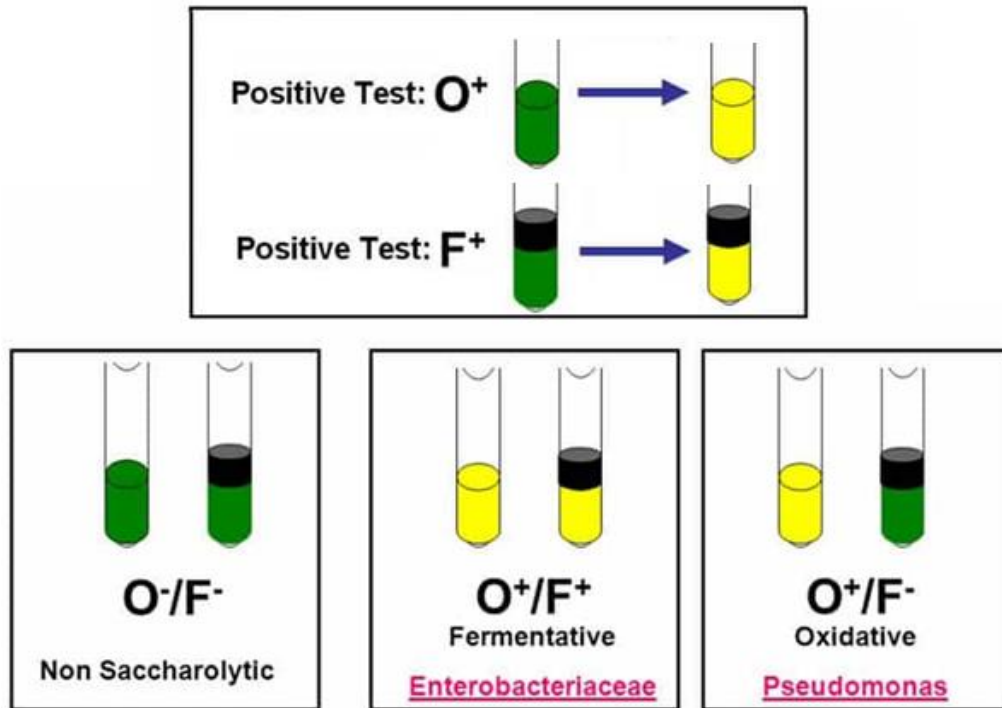 Positive Test: O⁺
Positive Test: F⁺
O⁻/F⁻
Non Saccharolytic
O⁺/F⁺
Fermentative
Enterobacteriaceae
O⁺/F⁻
Oxidative
Pseudomonas